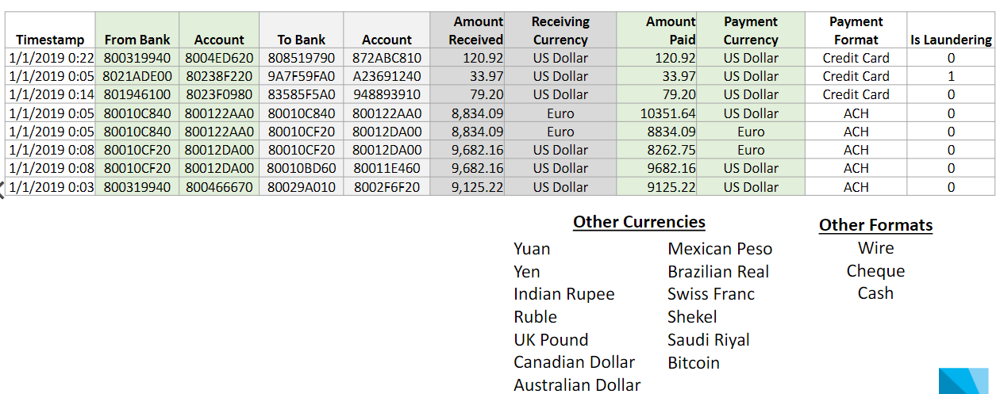 Timestamp From Bank Account To Bank Account Amount Received Receiving Currency Amount Paid Payment Currency Payment Format Is Laundering
1/1/2019 0:22 800319940 8004ED620 808519790 872ABC810 120.92 US Dollar 120.92 US Dollar Credit Card 0
1/1/2019 0:05 8021ADE00 80238F220 9A7F59FA0 A23691240 33.97 US Dollar 33.97 US Dollar Credit Card 1
1/1/2019 0:14 801946100 8023F0980 83585F5A0 948893910 79.20 US Dollar 79.20 US Dollar Credit Card 0
1/1/2019 0:05 80010C840 800122AA0 80010C840 800122AA0 8,834.09 Euro 10351.64 US Dollar ACH 0
1/1/2019 0:05 80010C840 800122AA0 80010CF20 80012DA00 8,834.09 Euro 8834.09 Euro ACH 0
1/1/2019 0:08 80010CF20 80012DA00 80010CF20 80012DA00 9,682.16 US Dollar 8262.75 Euro ACH 0
1/1/2019 0:08 80010CF20 80012DA00 80010BD60 80011E460 9,682.16 US Dollar 9682.16 US Dollar ACH 0
1/1/2019 0:03 800319940 800466670 80029A010 8002F6F20 9,125.22 US Dollar 9125.22 US Dollar ACH 0
Other Currencies
Yuan
Yen
Indian Rupee
Ruble
UK Pound
Canadian Dollar
Australian Dollar
Mexican Peso
Brazilian Real
Swiss Franc
Shekel
Saudi Riyal
Bitcoin
Other Formats
Wire
Cheque
Cash